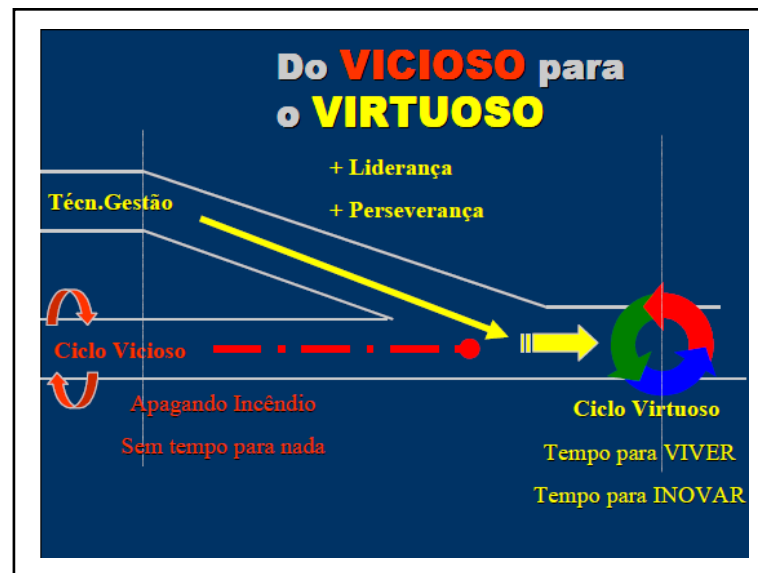 Do VICIOSO para
o VIRTUOSO
+ Liderança
Técn.Gestão
+ Perseverança
Ciclo Vicioso
Apagando Incêndio
Sem tempo para nada
Ciclo Virtuoso
Tempo para VIVER
Tempo para INOVAR